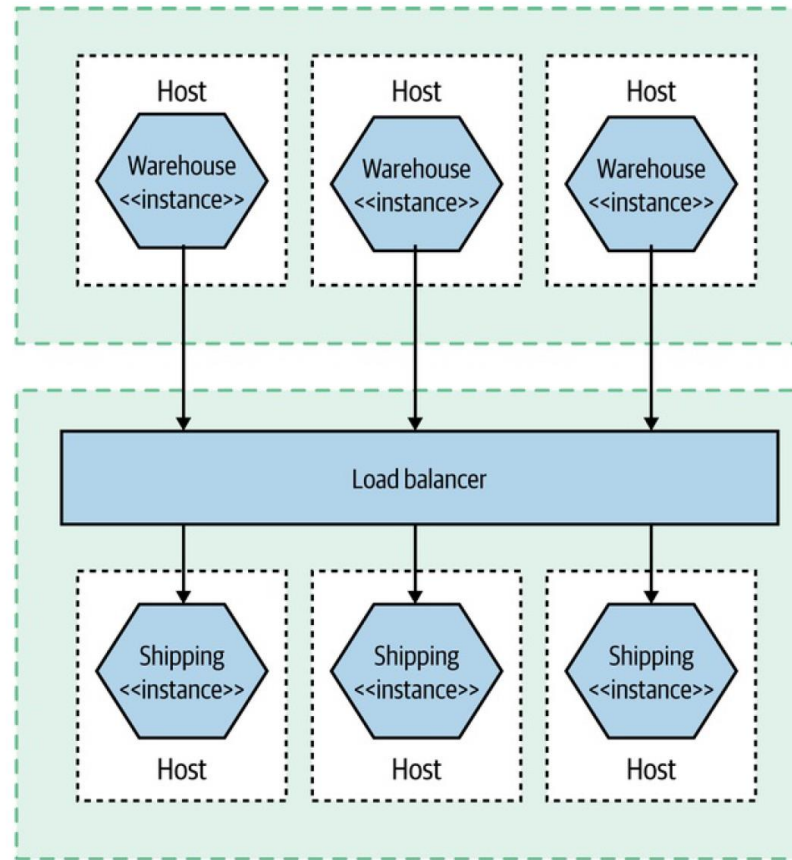 Host
Host
Host
Warehouse
<<instance>>
Warehouse
<<instance>>
Warehouse
<<instance>>
Load balancer
Shipping
<<instance>>
Shipping
<<instance>>
Shipping
<<instance>>
Host
Host
Host